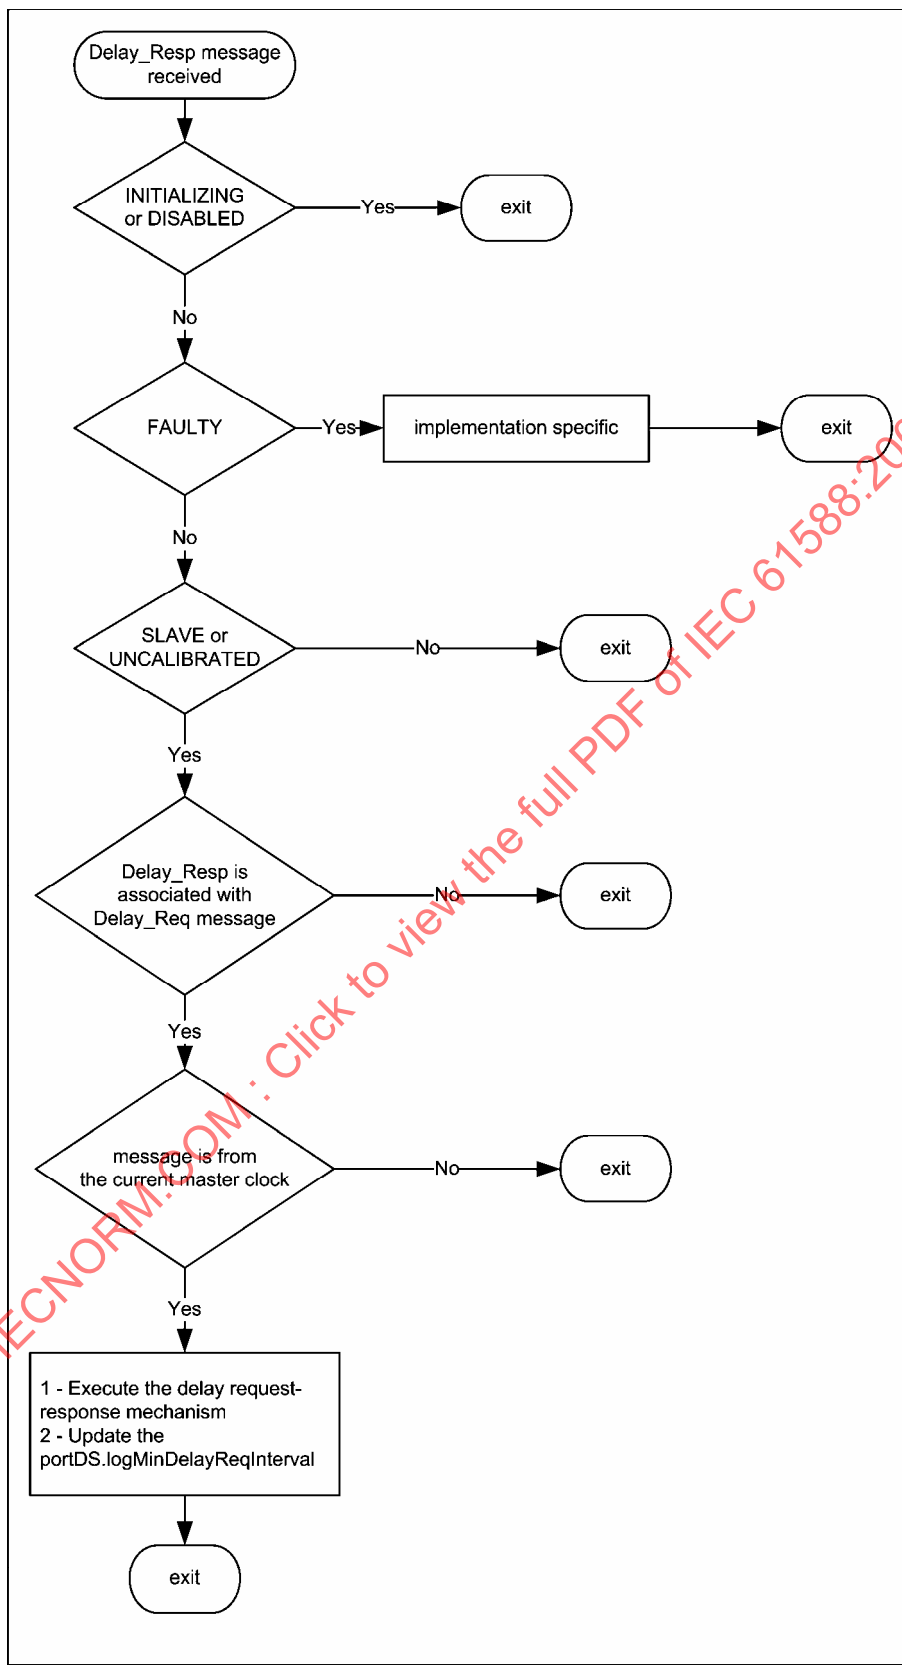 Delay_Resp message
received
INITIALIZING
or DISABLED
Yes
exit
No
FAULTY
Yes
implementation specific
exit
No
SLAVE or
UNCALIBRATED
No
exit
Yes
Delay_Resp is
associated with
Delay_Req message
No
exit
Yes
message is from
the current master clock
No
exit
Yes
1 - Execute the delay request-
response mechanism
2 - Update the
portDS.logMinDelayReqInterval
exit
IECNORM.COM : Click to view the full PDF of IEC 61588:20